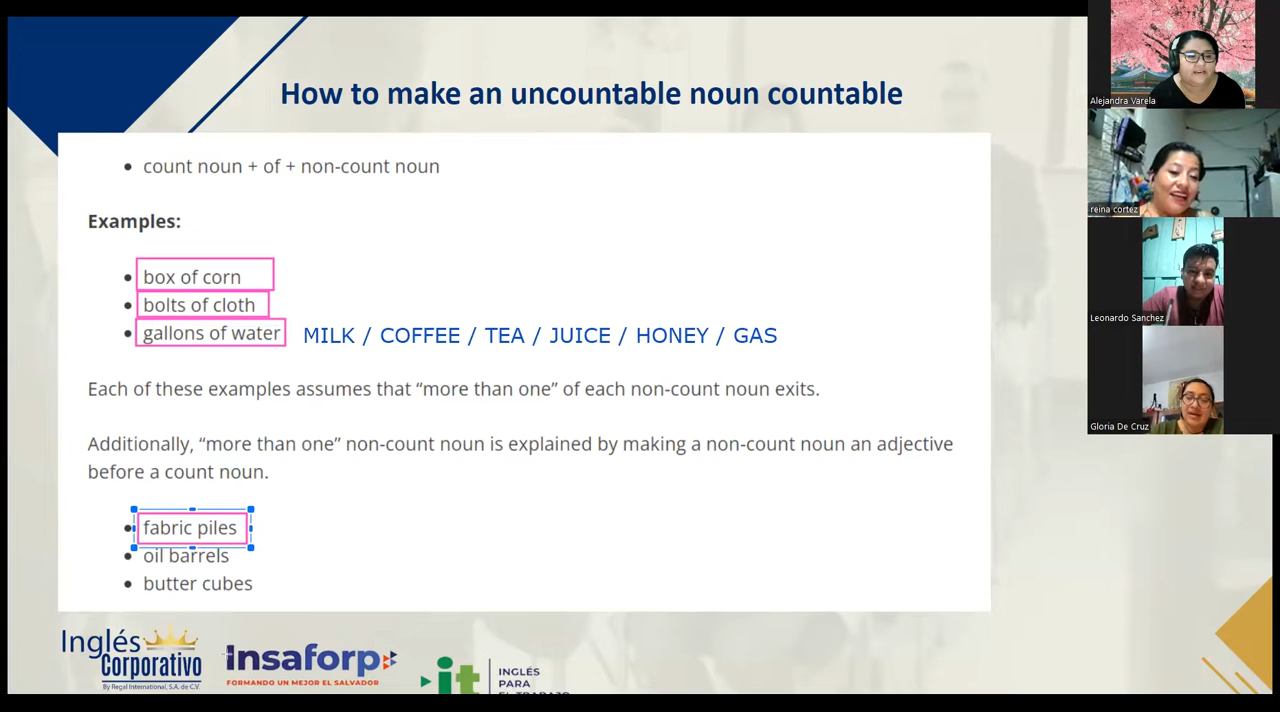 How to make an uncountable noun countable
count noun + of + non-count noun
Examples:
box of corn
bolts of cloth
gallons of water MILK / COFFEE / TEA / JUICE / HONEY / GAS
Each of these examples assumes that “more than one” of each non-count noun exits.
Additionally, “more than one” non-count noun is explained by making a non-count noun an adjective
before a count noun.
fabric piles
oil barrels
butter cubes
Inglés
Corporativo
By Regal International, S.A. de C.V.
Insaforp
FORMANDO UN MEJOR EL SALVADOR
it
INGLÉS
PARA
EL TRABAJO
Alejandra Varela
reina cortez
Leonardo Sanchez
Gloria De Cruz